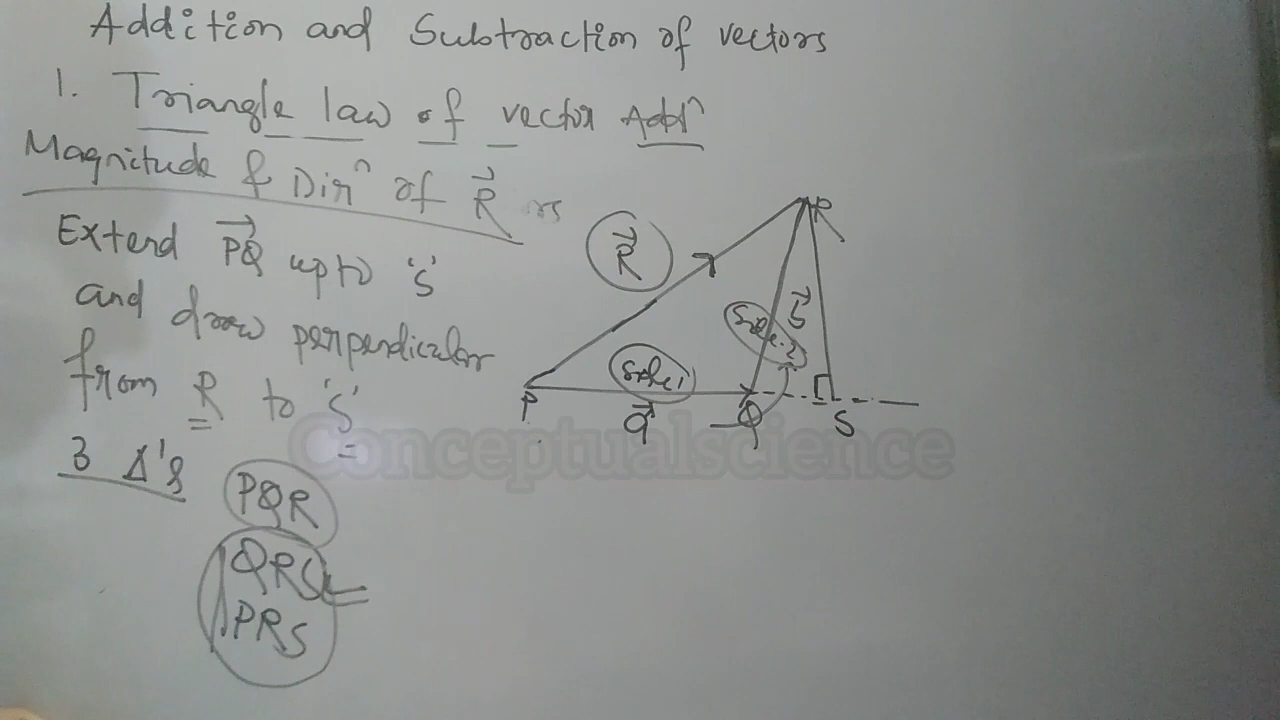 Addition and Subtraction of vectors
1. Triangle law of vector Addⁿ
Magnitude & Dirⁿ of R⃗ is
Extend P⃗Q⃗ upto 'S'
and draw perpendicular
from R to 'S'
3 Δ's
PQR
QRS
PRS
R
R⃗
b⃗
Side 2
Side 1
P
Q
S
a⃗
Conceptualscience